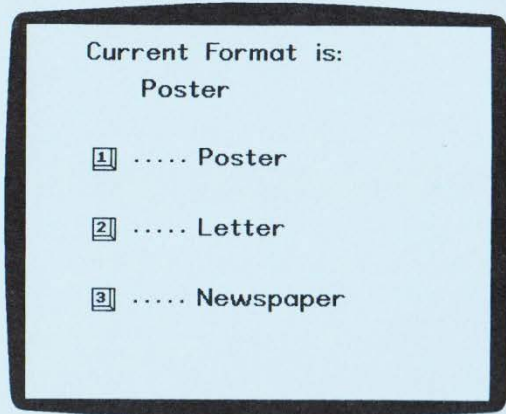 Current Format is:
Poster
1 ..... Poster
2 ..... Letter
3 ..... Newspaper